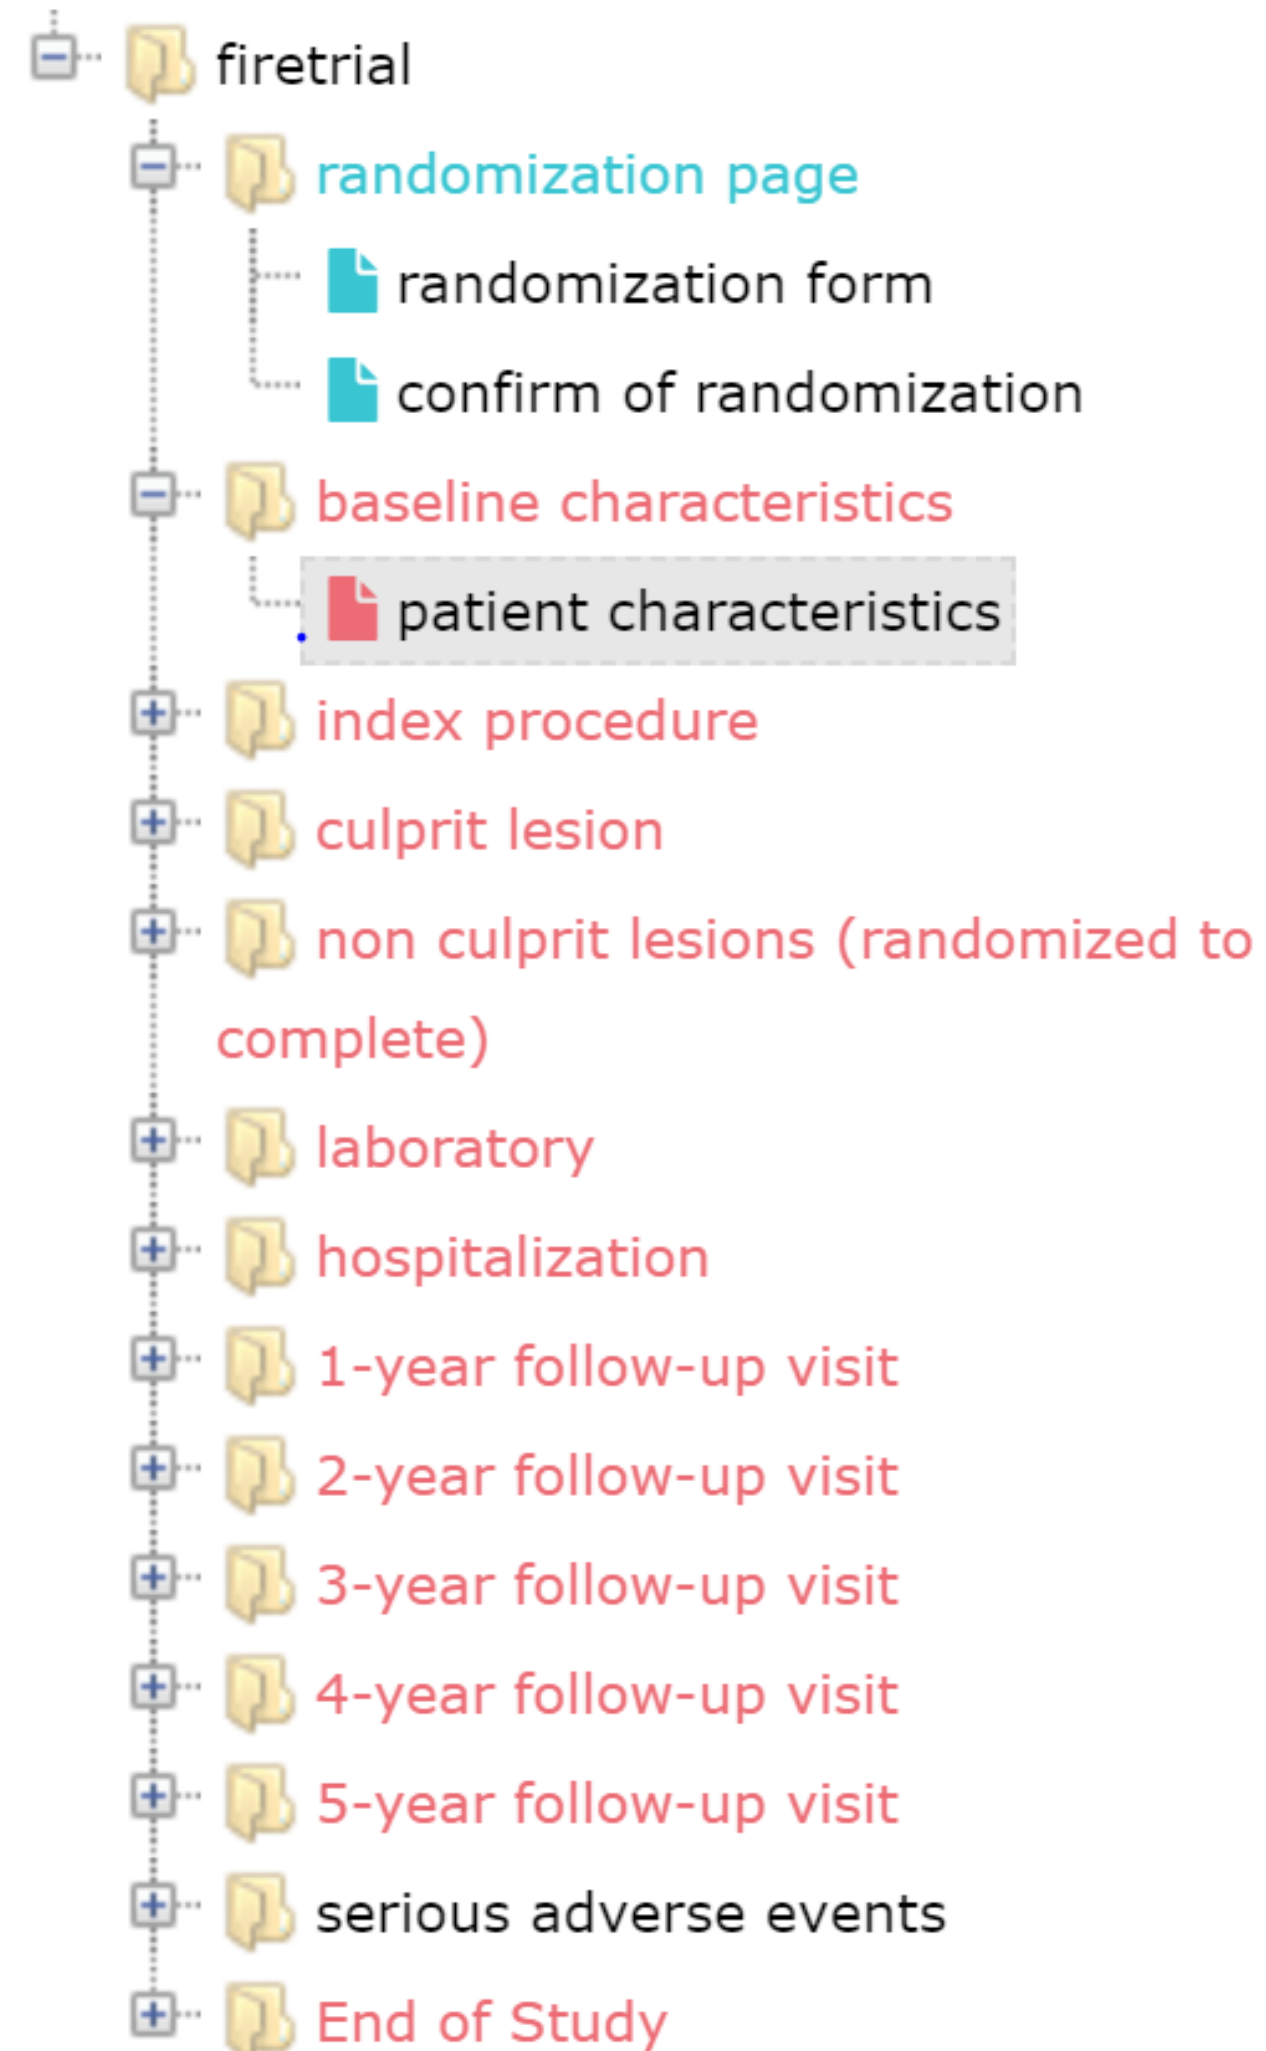 firetrial
randomization page
randomization form
confirm of randomization
baseline characteristics
patient characteristics
index procedure
culprit lesion
non culprit lesions (randomized to
complete)
laboratory
hospitalization
1-year follow-up visit
2-year follow-up visit
3-year follow-up visit
4-year follow-up visit
5-year follow-up visit
serious adverse events
End of Study